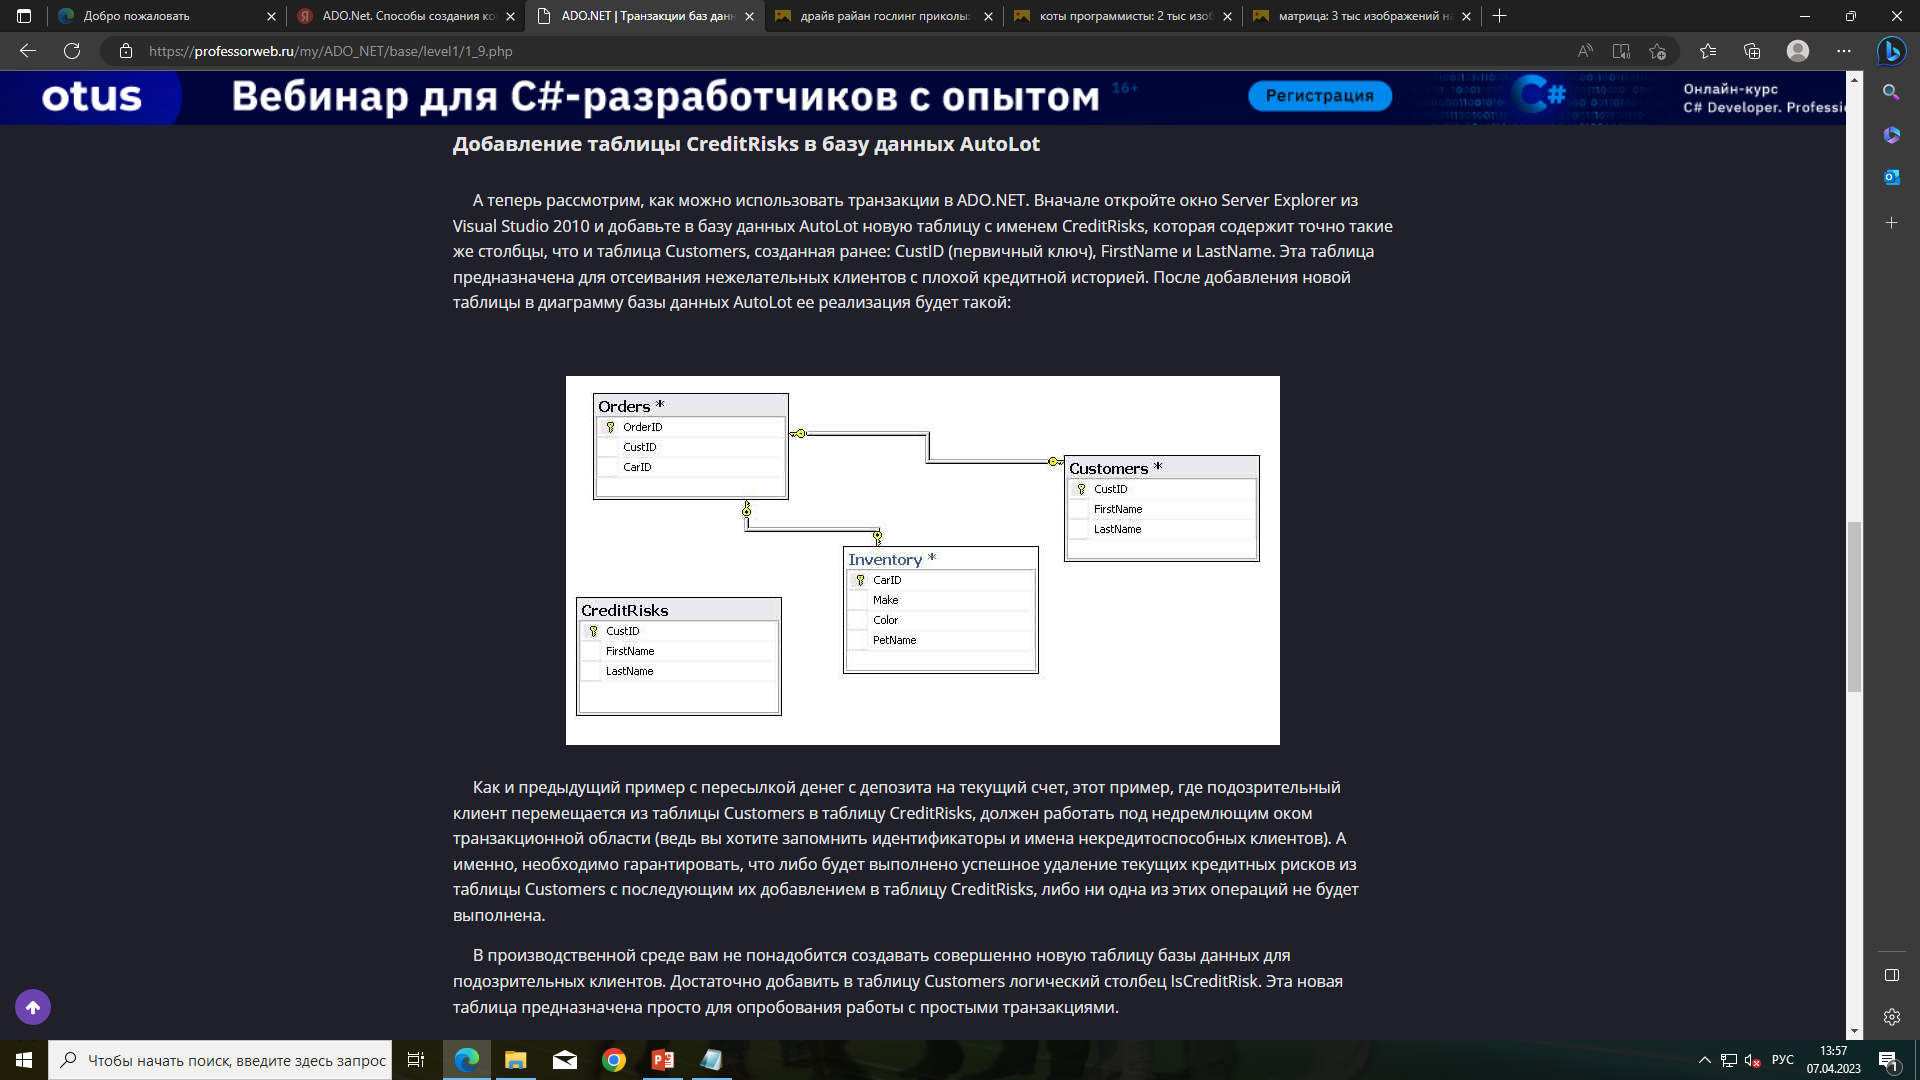 Добро пожаловать
ADO.Net. Способы создания ко
ADO.NET | Транзакции баз дан
драйв райан гослинг приколы:
коты программисты: 2 тыс изоб
матрица: 3 тыс изображений н
https://professorweb.ru/my/ADO_NET/base/level1/1_9.php
otus
Вебинар для C#-разработчиков с опытом 16+
Регистрация
C#
Онлайн-курс
C# Developer. Professi
Добавление таблицы CreditRisks в базу данных AutoLot
А теперь рассмотрим, как можно использовать транзакции в ADO.NET. Вначале откройте окно Server Explorer из
Visual Studio 2010 и добавьте в базу данных AutoLot новую таблицу с именем CreditRisks, которая содержит точно такие
же столбцы, что и таблица Customers, созданная ранее: CustID (первичный ключ), FirstName и LastName. Эта таблица
предназначена для отсеивания нежелательных клиентов с плохой кредитной историей. После добавления новой
таблицы в диаграмму базы данных AutoLot ее реализация будет такой:
Orders *
OrderID
CustID
CarID
Customers *
CustID
FirstName
LastName
Inventory *
CarID
Make
Color
PetName
CreditRisks
CustID
FirstName
LastName
Как и предыдущий пример с пересылкой денег с депозита на текущий счет, этот пример, где подозрительный
клиент перемещается из таблицы Customers в таблицу CreditRisks, должен работать под недремлющим оком
транзакционной области (ведь вы хотите запомнить идентификаторы и имена некредитоспособных клиентов). А
именно, необходимо гарантировать, что либо будет выполнено успешное удаление текущих кредитных рисков из
таблицы Customers с последующим их добавлением в таблицу CreditRisks, либо ни одна из этих операций не будет
выполнена.
В производственной среде вам не понадобится создавать совершенно новую таблицу базы данных для
подозрительных клиентов. Достаточно добавить в таблицу Customers логический столбец IsCreditRisk. Эта новая
таблица предназначена просто для опробования работы с простыми транзакциями.
Чтобы начать поиск, введите здесь запрос
РУС
13:57
07.04.2023
1